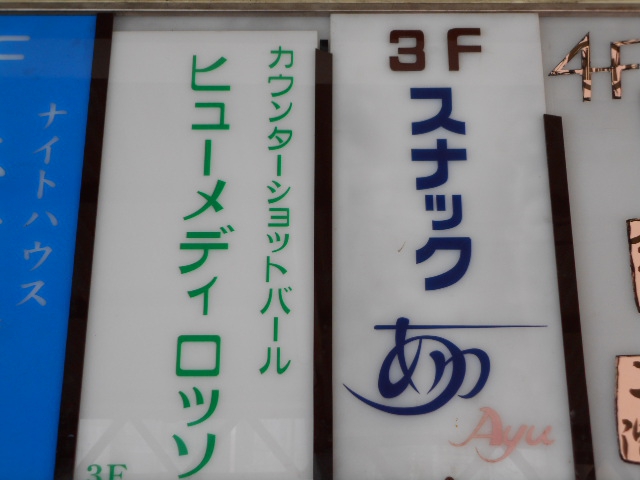 ナイトハウス
カウンターショットバール
ヒューメディ ロッソ
3F
3F
スナック
あゆ
Ayu
4F